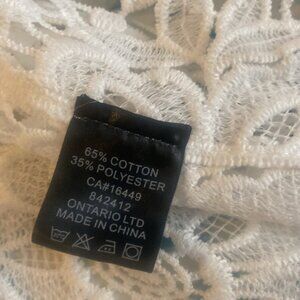 65% COTTON
35% POLYESTER
CA#16449
842412
ONTARIO LTD
MADE IN CHINA